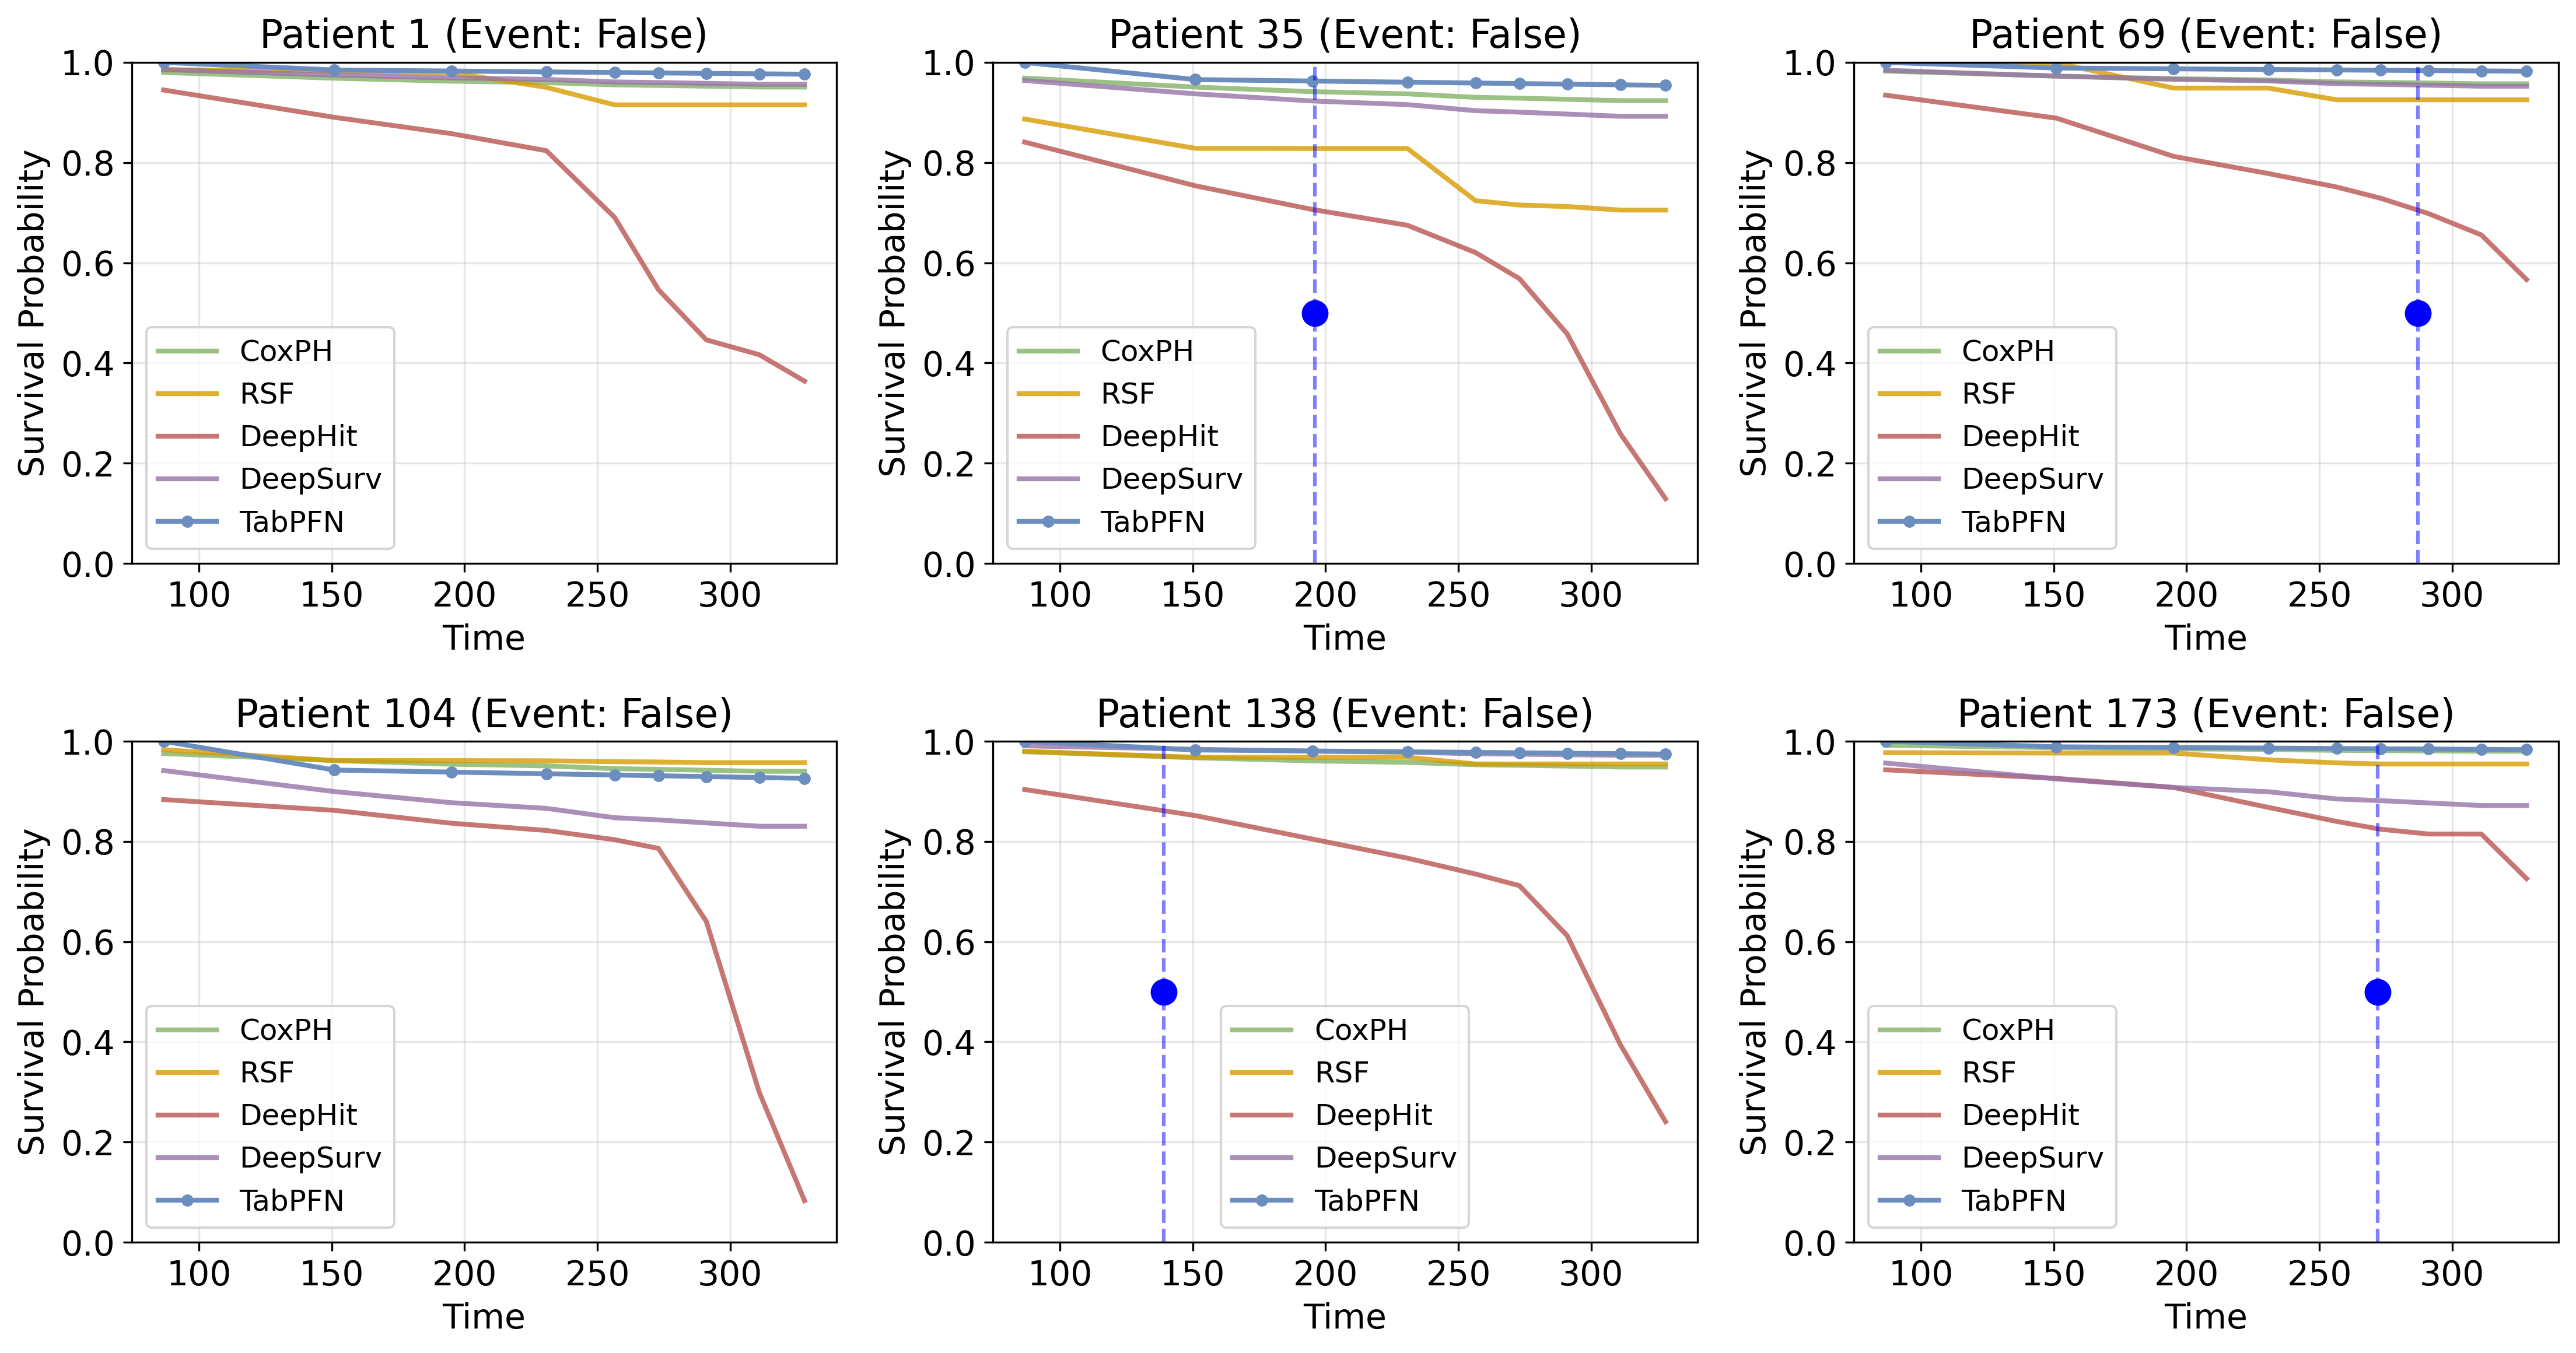 Patient 1 (Event: False)
Survival Probability
1.0
0.8
0.6
0.4
0.2
0.0
CoxPH
RSF
DeepHit
DeepSurv
TabPFN
100 150 200 250 300
Time
Patient 35 (Event: False)
Survival Probability
1.0
0.8
0.6
0.4
0.2
0.0
CoxPH
RSF
DeepHit
DeepSurv
TabPFN
100 150 200 250 300
Time
Patient 69 (Event: False)
Survival Probability
1.0
0.8
0.6
0.4
0.2
0.0
CoxPH
RSF
DeepHit
DeepSurv
TabPFN
100 150 200 250 300
Time
Patient 104 (Event: False)
Survival Probability
1.0
0.8
0.6
0.4
0.2
0.0
CoxPH
RSF
DeepHit
DeepSurv
TabPFN
100 150 200 250 300
Time
Patient 138 (Event: False)
Survival Probability
1.0
0.8
0.6
0.4
0.2
0.0
CoxPH
RSF
DeepHit
DeepSurv
TabPFN
100 150 200 250 300
Time
Patient 173 (Event: False)
Survival Probability
1.0
0.8
0.6
0.4
0.2
0.0
CoxPH
RSF
DeepHit
DeepSurv
TabPFN
100 150 200 250 300
Time